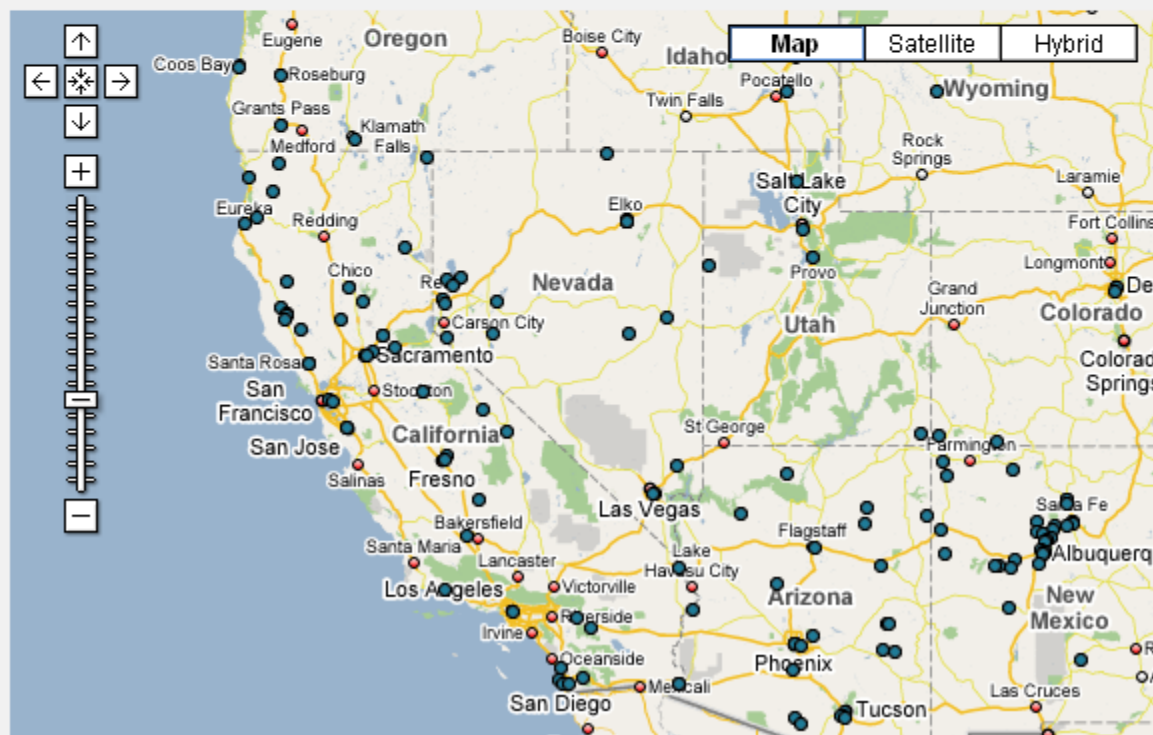 Eugene
Oregon
Boise City
Idaho
Map
Satellite
Hybrid
Coos Bay
Roseburg
Pocatello
Wyoming
Grants Pass
Twin Falls
Klamath
Falls
Medford
Rock
Springs
Laramie
Salt Lake
City
Eureka
Redding
Elko
Fort Collins
Chico
Re
Nevada
Provo
Longmont
Grand
Junction
De
Carson City
Utah
Colorado
Santa Rosa
Sacramento
Colorad
Springs
San
Francisco
Stockton
St George
San Jose
California
Farmington
Salinas
Fresno
Las Vegas
Santa Fe
Bakersfield
Flagstaff
Santa Maria
Lake
Havasu City
Albuquerq
Lancaster
Los Angeles
Victorville
Arizona
New
Mexico
Riverside
Irvine
Oceanside
Phoenix
R
Mexicali
A
San Diego
Las Cruces
Tucson